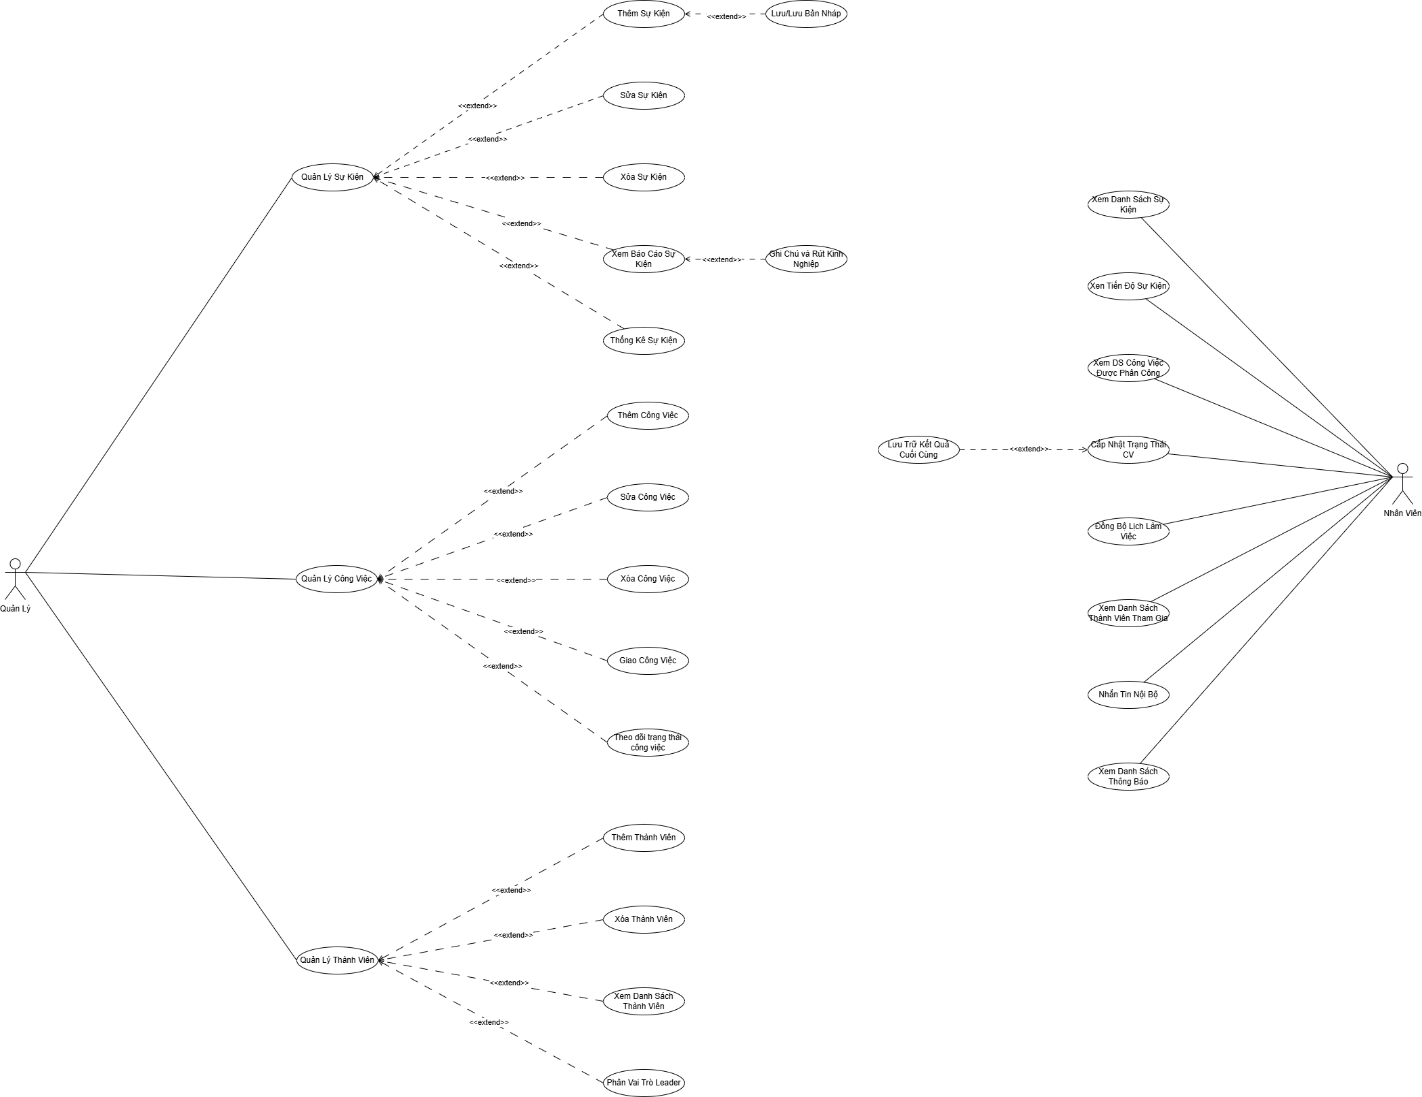 Thêm Sự Kiện
<<extend>>
Lưu/Lưu Bản Nháp
<<extend>>
Sửa Sự Kiện
<<extend>>
Quản Lý Sự Kiện
<<extend>>
Xóa Sự Kiện
<<extend>>
Xem Báo Cáo Sự
Kiện
<<extend>>
Ghi Chú và Rút Kinh
Nghiệp
<<extend>>
Thống Kê Sự Kiện
Thêm Công Việc
<<extend>>
Sửa Công Việc
<<extend>>
Quản Lý Công Việc
<<extend>>
Xóa Công Việc
<<extend>>
Giao Công Việc
<<extend>>
Theo dõi trạng thái
công việc
Quản Lý
Thêm Thành Viên
<<extend>>
Xóa Thành Viên
<<extend>>
Quản Lý Thành Viên
<<extend>>
Xem Danh Sách
Thành Viên
<<extend>>
Phân Vai Trò Leader
Xem Danh Sách Sự
Kiện
Xen Tiến Độ Sự Kiện
Xem DS Công Việc
Được Phân Công
Lưu Trữ Kết Quả
Cuối Cùng
<<extend>>
Cập Nhật Trạng Thái
CV
Nhân Viên
Đồng Bộ Lịch Làm
Việc
Xem Danh Sách
Thành Viên Tham Gia
Nhắn Tin Nội Bộ
Xem Danh Sách
Thông Báo